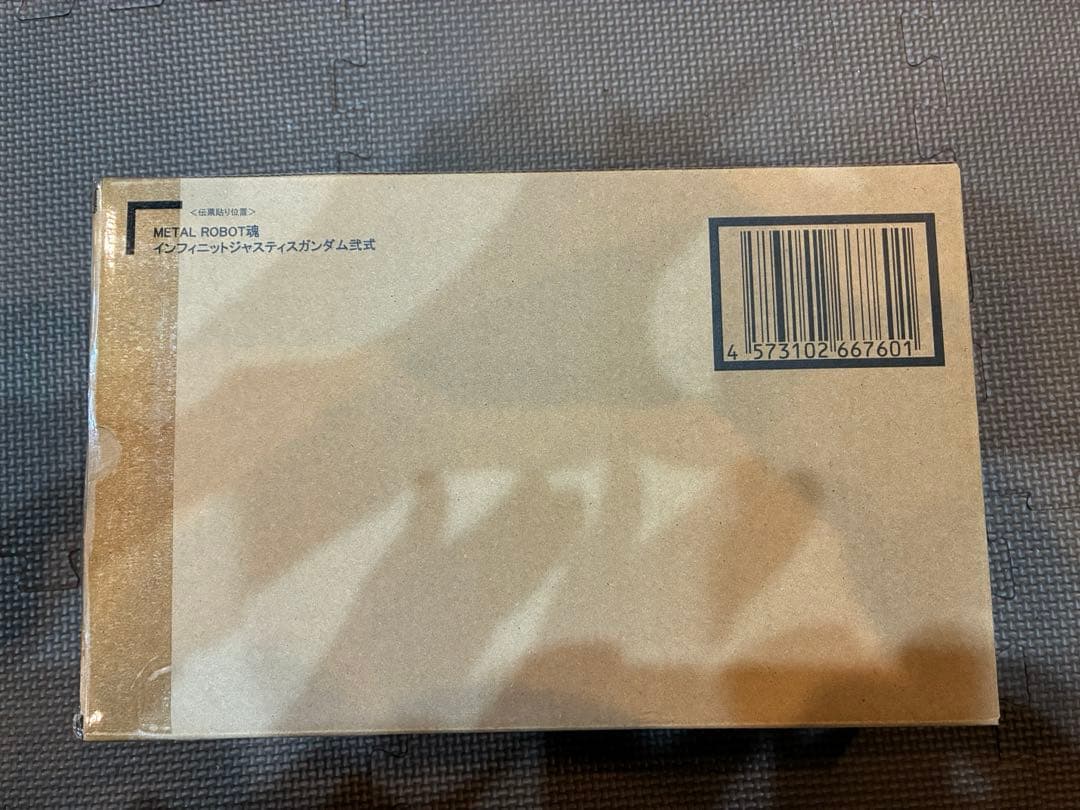 ＜伝票貼り位置＞
METAL ROBOT魂
インフィニットジャスティスガンダム弐式
4 573102 667601